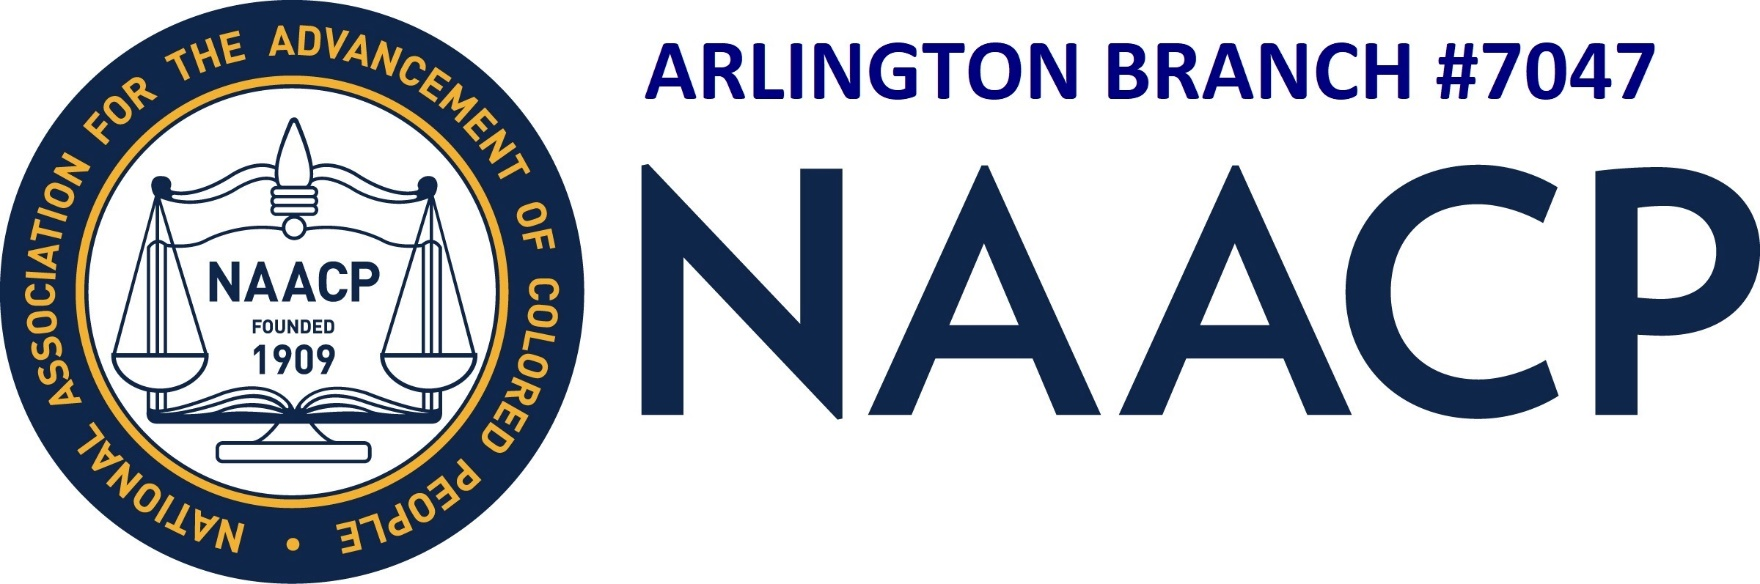 NATIONAL ASSOCIATION FOR THE ADVANCEMENT OF COLORED PEOPLE •
NAACP
FOUNDED
1909
ARLINGTON BRANCH #7047
NAACP